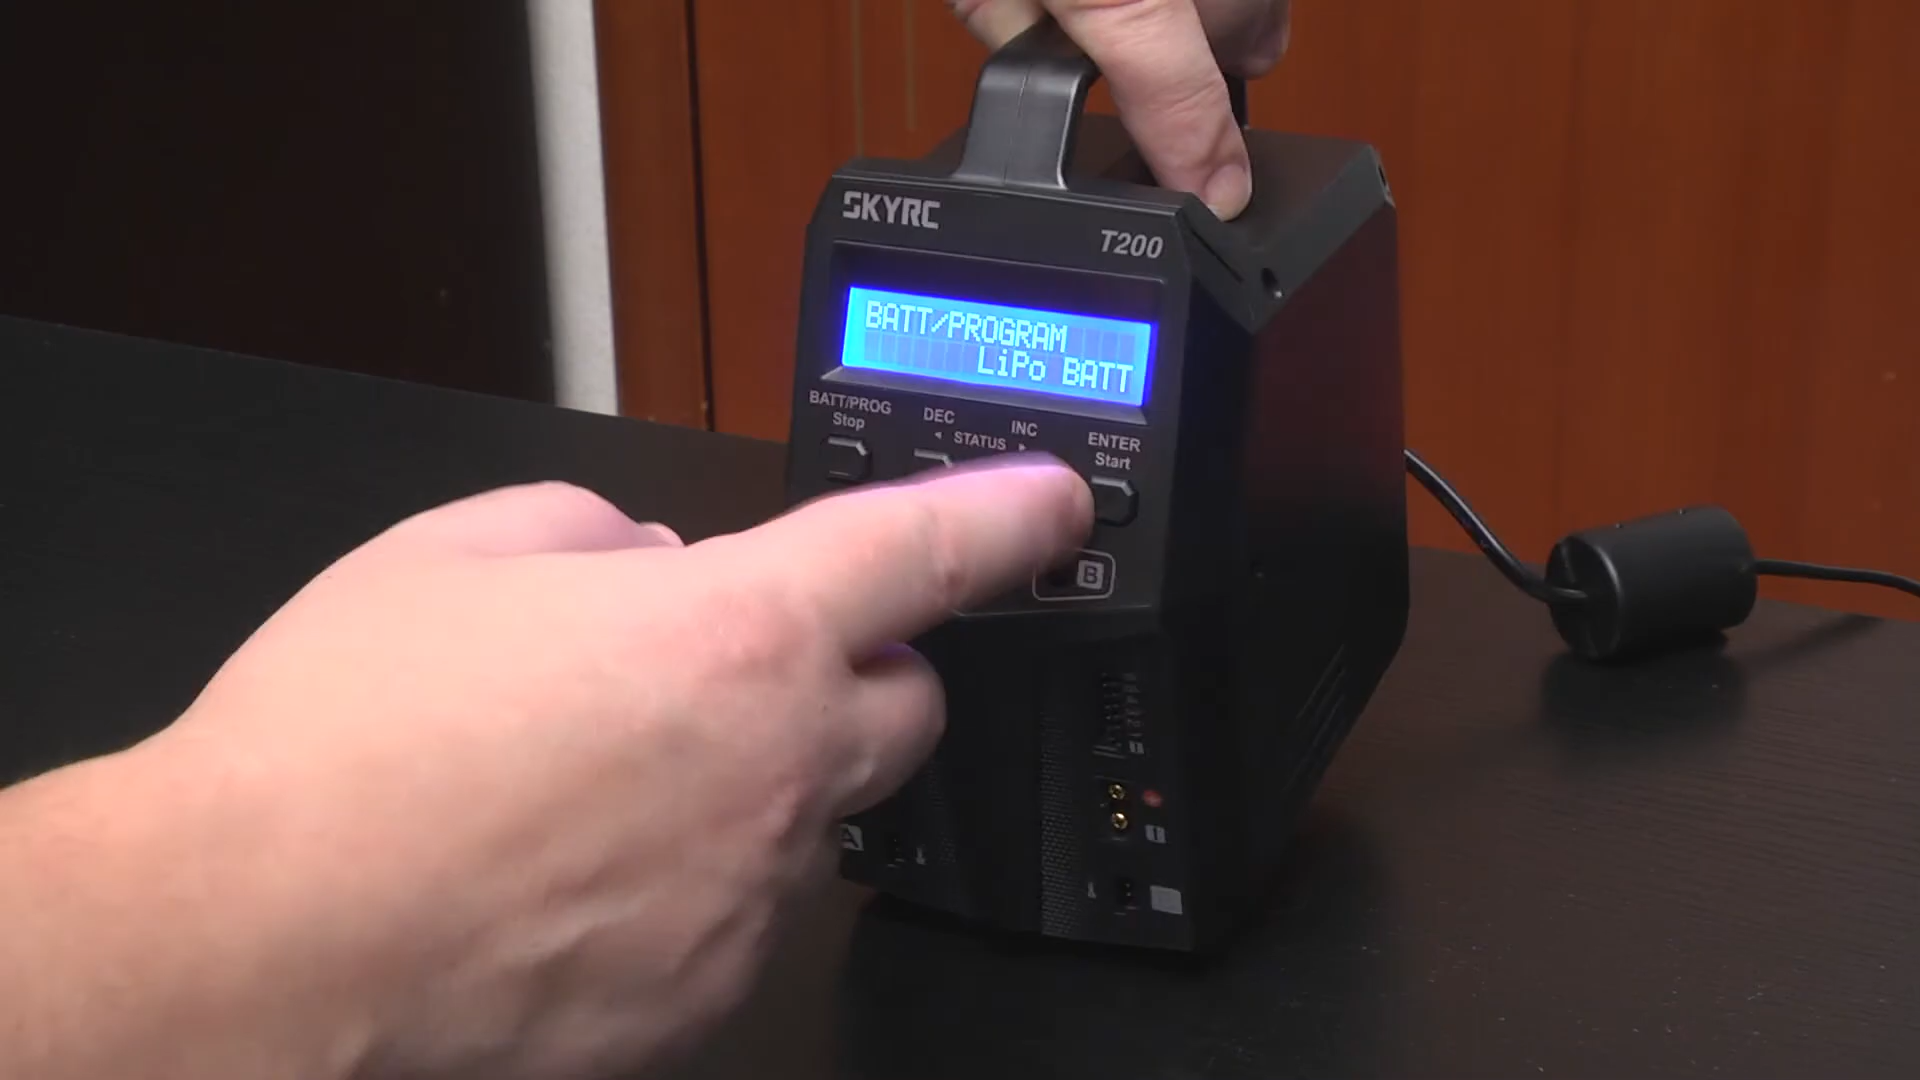 SKYRC
T200
BATT/PROGRAM
LiPo BATT
BATT/PROG
Stop
DEC
STATUS
INC
ENTER
Start
B
A